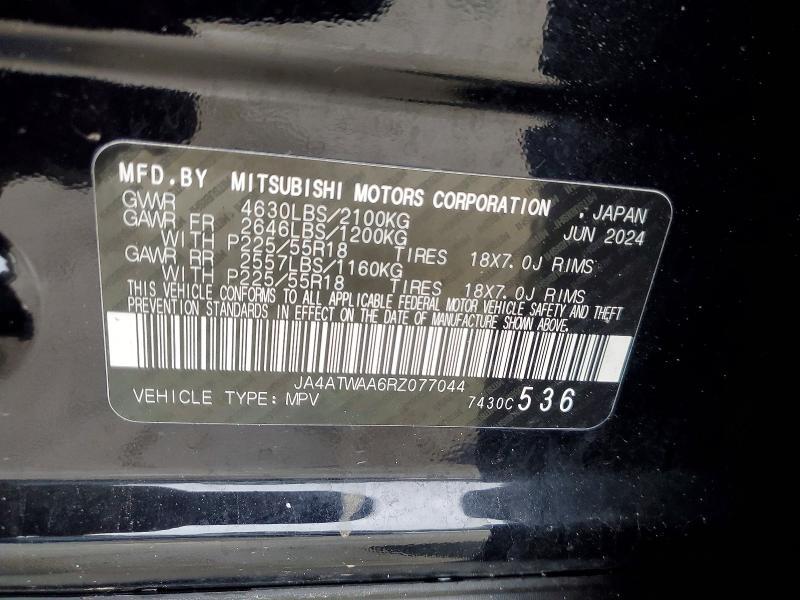 MFD.BY MITSUBISHI MOTORS CORPORATION . JAPAN
GVWR 4630LBS/2100KG JUN 2024
GAWR FR 2646LBS/1200KG
WITH P225/55R18 TIRES 18X7.0J RIMS
GAWR RR 2557LBS/1160KG
WITH P225/55R18 TIRES 18X7.0J RIMS
THIS VEHICLE CONFORMS TO ALL APPLICABLE FEDERAL MOTOR VEHICLE SAFETY AND THEFT
PREVENTION STANDARDS IN EFFECT ON THE DATE OF MANUFACTURE SHOWN ABOVE.
JA4ATWAA6RZ077044
VEHICLE TYPE: MPV 7430C 536